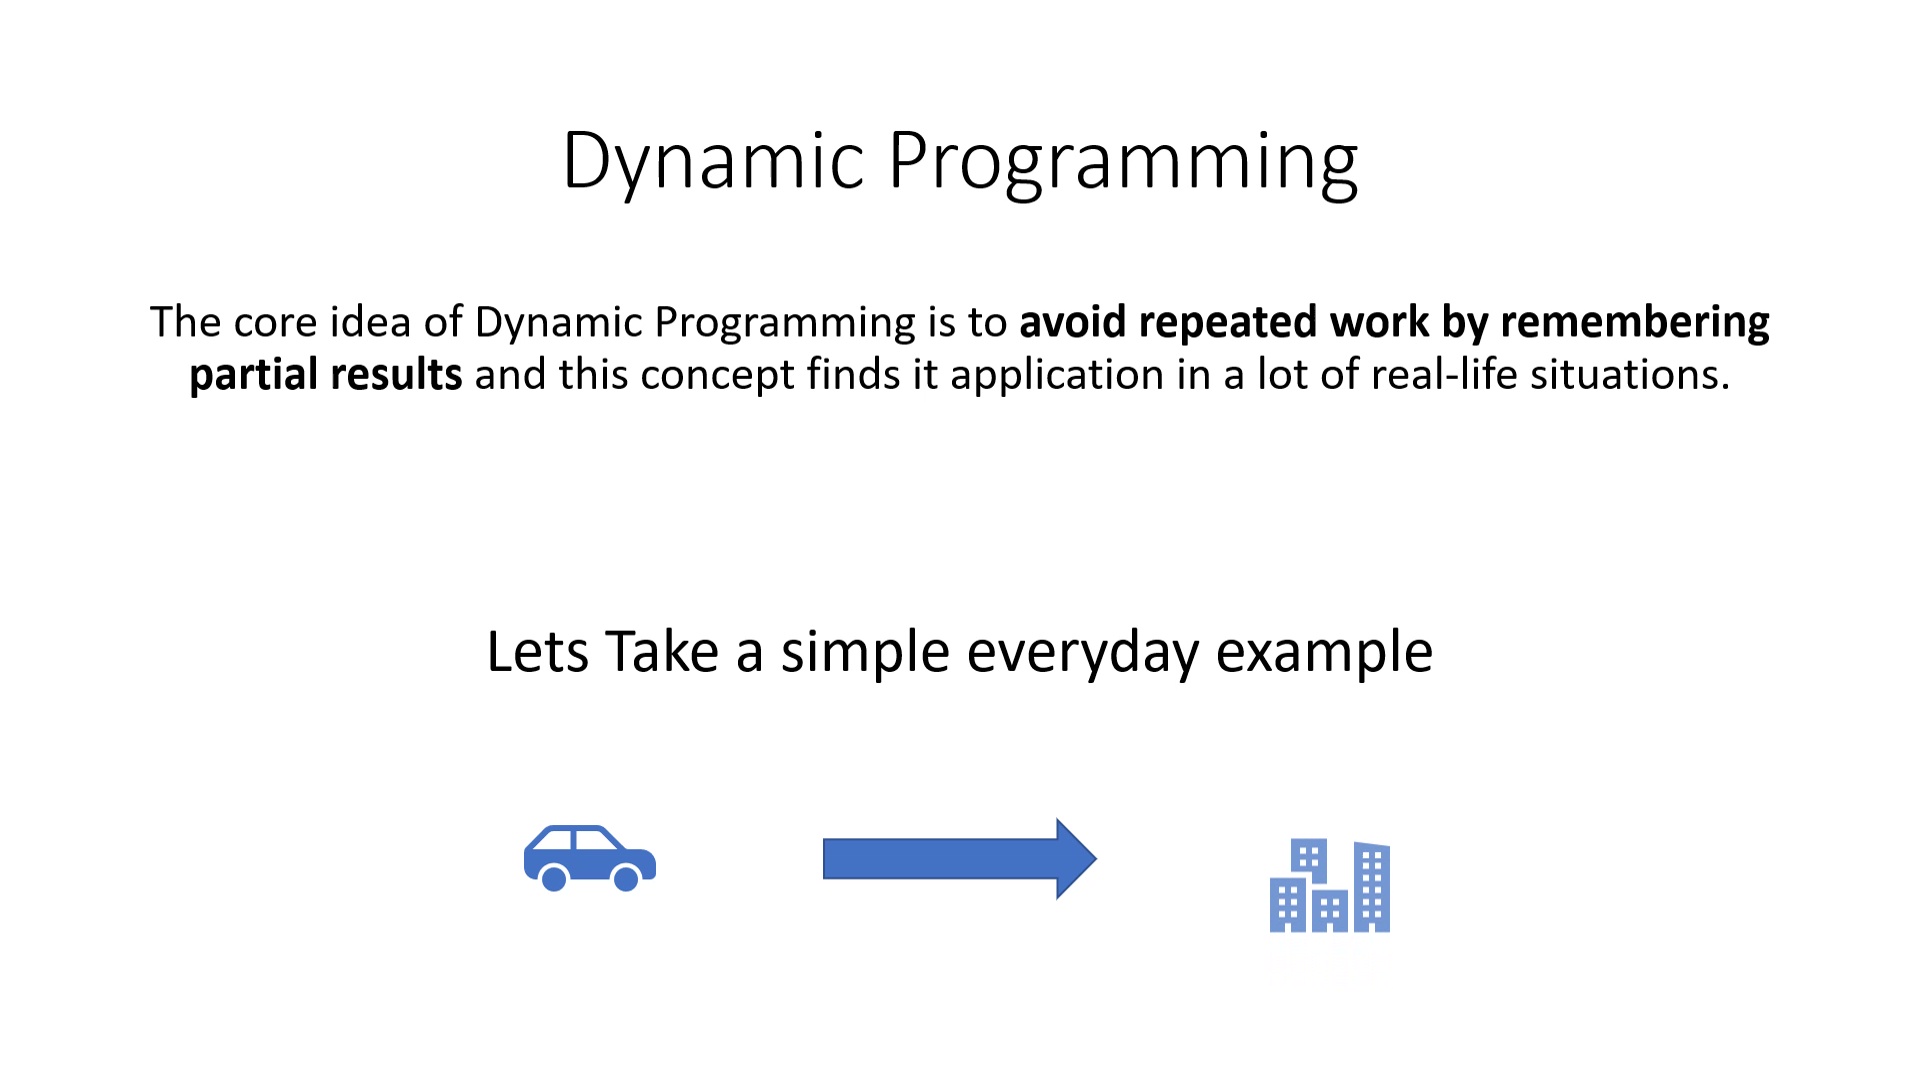 Dynamic Programming
The core idea of Dynamic Programming is to avoid repeated work by remembering
partial results and this concept finds it application in a lot of real-life situations.
Lets Take a simple everyday example